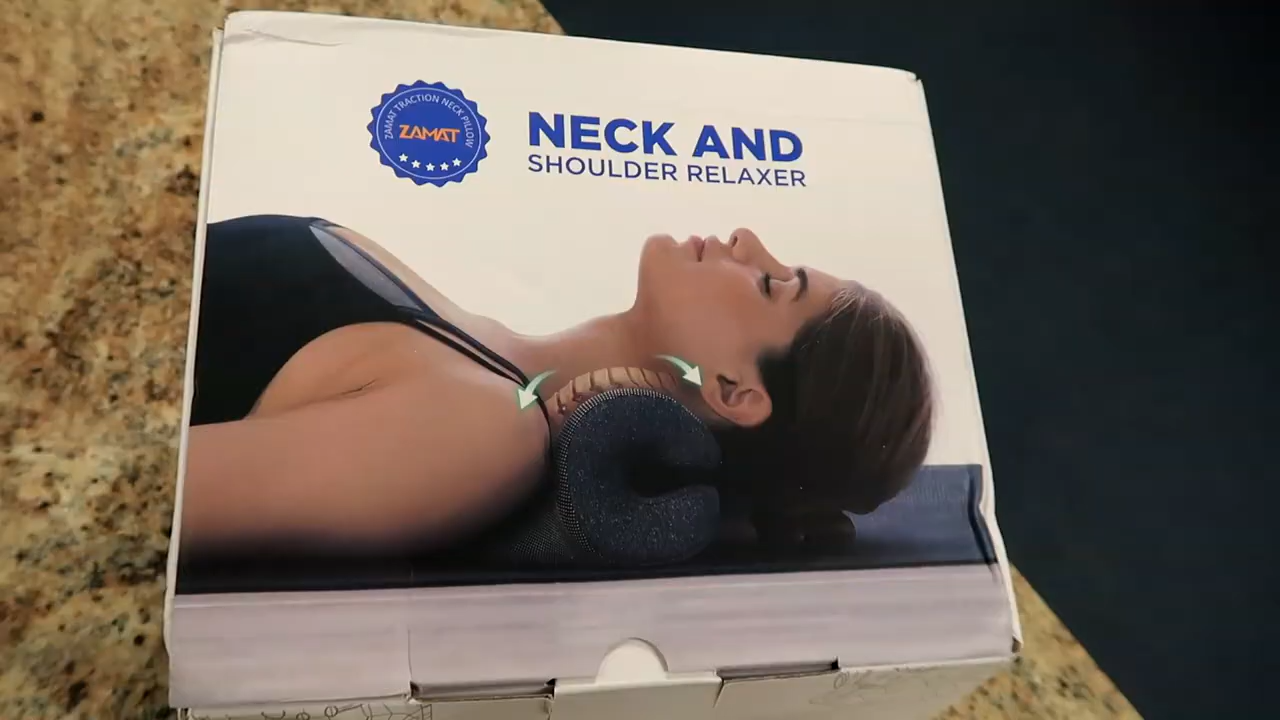 ZAMAT TRACTION NECK PILLOW
ZAMAT
NECK AND
SHOULDER RELAXER